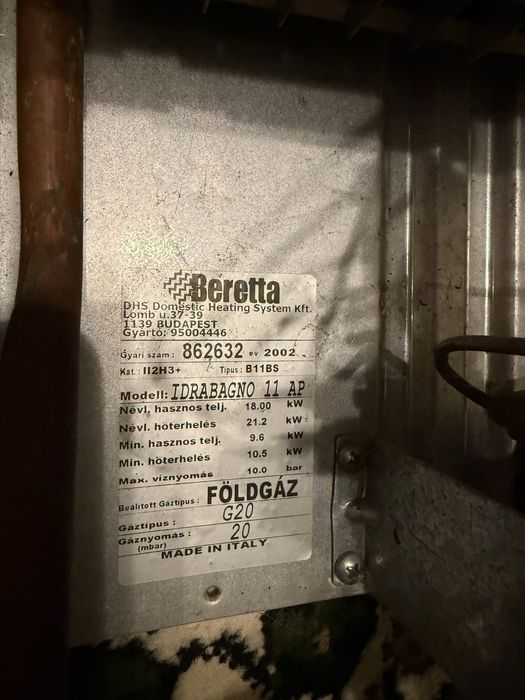 Beretta
DHS Domestic Heating System Kft.
Lomb u.37-39
1139 BUDAPEST
Gyártó: 95004446
Gyári szám : 862632 ev 2002
Kat. : II2H3+ Típus : B11BS
Modell: IDRABAGNO 11 AP
Névl. hasznos telj. 18.00 kW
Névl. höterhelés 21.2 kW
Min. hasznos telj. 9.6 kW
Min. höterhelés 10.5 kW
Max. víznyomás 10.0 bar
Beállított Gáztípus : FÖLDGÁZ
Gáztípus : G20
Gáznyomás : 20
(mbar)
MADE IN ITALY